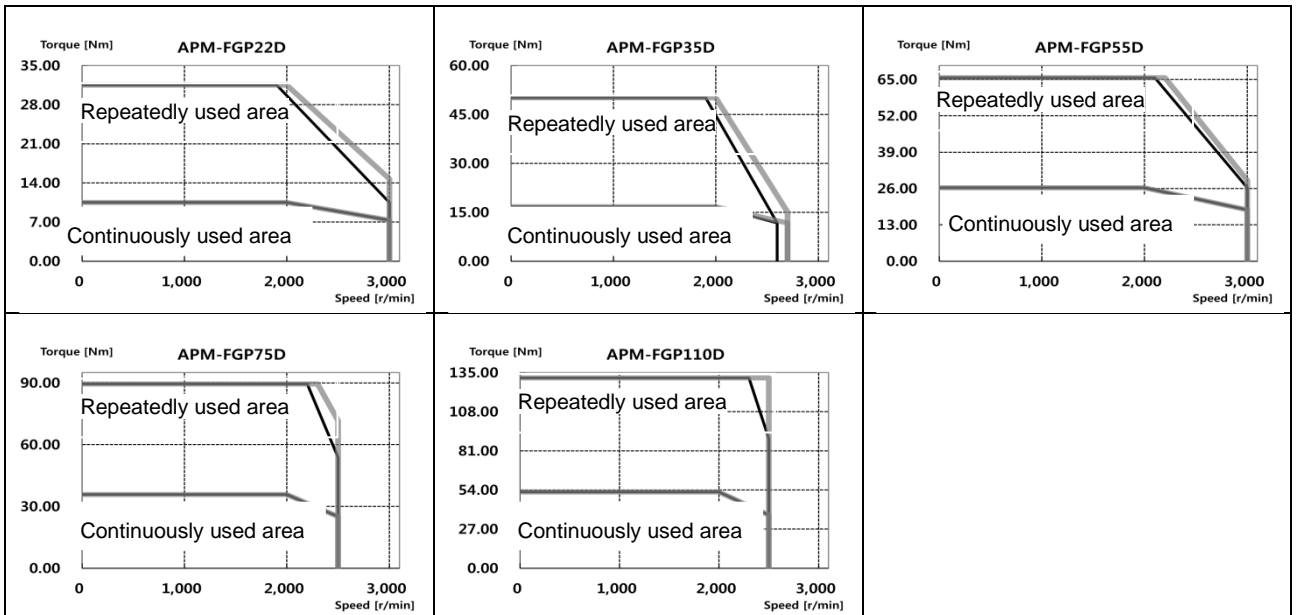 Torque [Nm] APM-FGP22D
35.00
28.00
Repeatedly used area
21.00
14.00
7.00
Continuously used area
0.00
0 1,000 2,000 3,000
Speed [r/min]
Torque [Nm] APM-FGP35D
60.00
45.00
Repeatedly used area
30.00
15.00
Continuously used area
0.00
0 1,000 2,000 3,000
Speed [r/min]
Torque [Nm] APM-FGP55D
65.00
Repeatedly used area
52.00
39.00
26.00
13.00
Continuously used area
0.00
0 1,000 2,000 3,000
Speed [r/min]
Torque [Nm] APM-FGP75D
90.00
Repeatedly used area
60.00
30.00
Continuously used area
0.00
0 1,000 2,000 3,000
Speed [r/min]
Torque [Nm] APM-FGP110D
135.00
Repeatedly used area
108.00
81.00
54.00
27.00
Continuously used area
0.00
0 1,000 2,000 3,000
Speed [r/min]